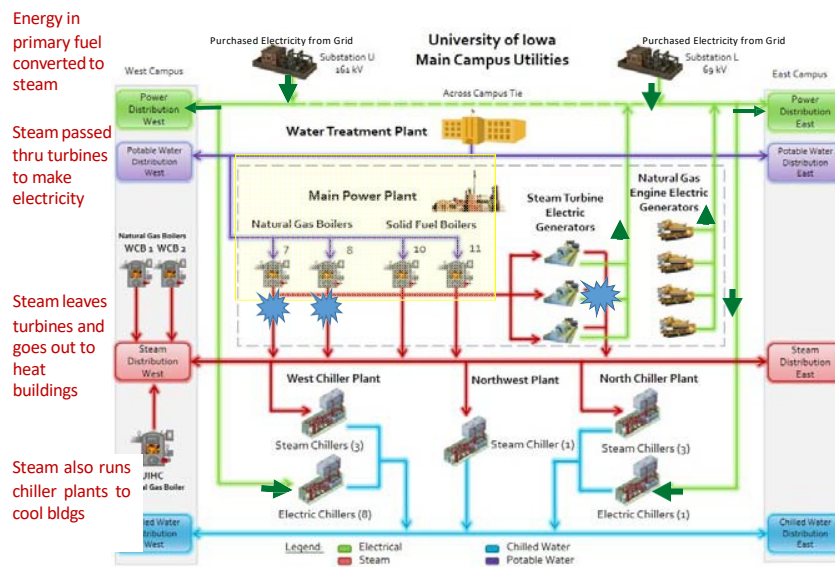 Energy in
primary fuel
converted to
steam
Steam passed
thru turbines
to make
electricity
Steam leaves
turbines and
goes out to
heat
buildings
Steam also runs
chiller plants to
cool bldgs
University of Iowa
Main Campus Utilities
Purchased Electricity from Grid
Substation U
161 kV
Purchased Electricity from Grid
Substation L
69 kV
West Campus
East Campus
Across Campus Tie
Power
Distribution
West
Power
Distribution
East
Water Treatment Plant
Potable Water
Distribution
West
Potable Water
Distribution
East
Main Power Plant
Natural Gas Boilers
Solid Fuel Boilers
7
8
10
11
Steam Turbine
Electric
Generators
Natural Gas
Engine Electric
Generators
Natural Gas Boilers
WCB 1 WCB 2
Steam
Distribution
West
Steam
Distribution
East
West Chiller Plant
Northwest Plant
North Chiller Plant
Steam Chillers (3)
Steam Chiller (1)
Steam Chillers (3)
Electric Chillers (8)
Electric Chillers (1)
Gas Boiler
Distribution
West
Chilled Water
Distribution
East
Legend:
Electrical
Steam
Chilled Water
Potable Water